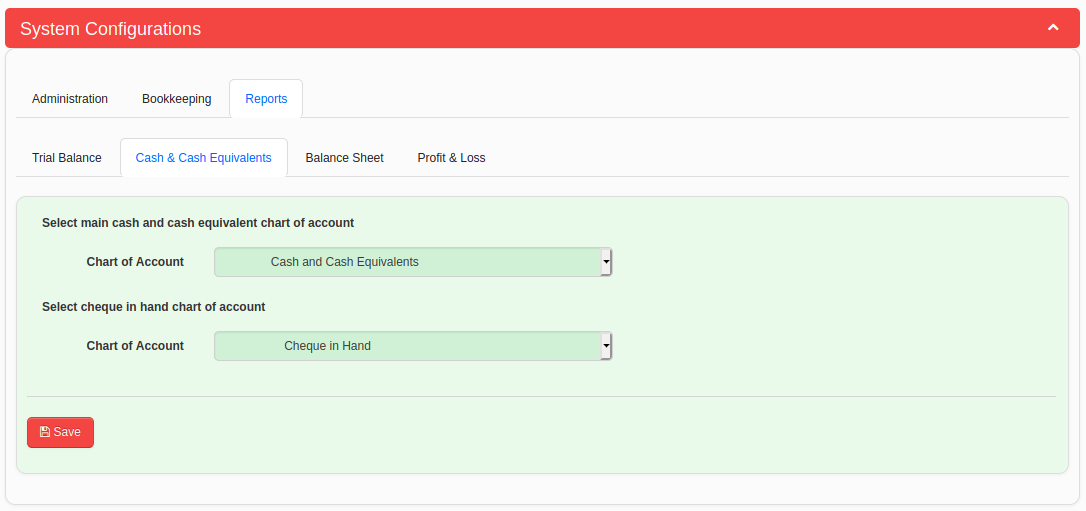 System Configurations
Administration Bookkeeping Reports
Trial Balance Cash & Cash Equivalents Balance Sheet Profit & Loss
Select main cash and cash equivalent chart of account
Chart of Account Cash and Cash Equivalents
Select cheque in hand chart of account
Chart of Account Cheque in Hand
Save